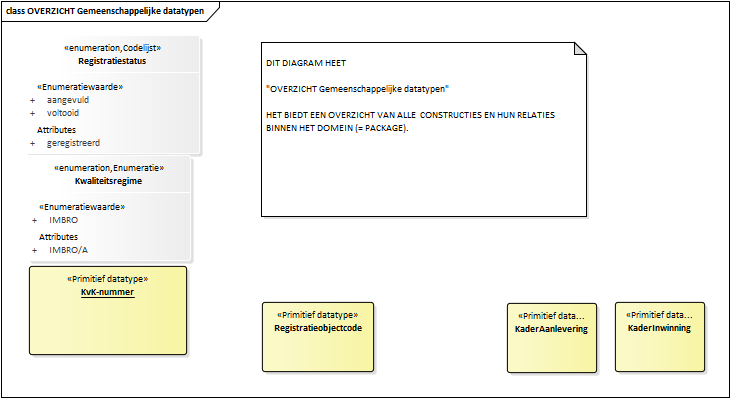 class OVERZICHT Gemeenschappelijke datatypen
«enumeration,Codelijst»
Registratiestatus
«Enumeratiewaarde»
+ aangevuld
+ voltooid
Attributes
+ geregistreerd
«enumeration,Enumeratie»
Kwaliteitsregime
«Enumeratiewaarde»
+ IMBRO
Attributes
+ IMBRO/A
«Primitief datatype»
KvK-nummer
DIT DIAGRAM HEET
"OVERZICHT Gemeenschappelijke datatypen"
HET BIEDT EEN OVERZICHT VAN ALLE CONSTRUCTIES EN HUN RELATIES
BINNEN HET DOMEIN (= PACKAGE).
«Primitief datatype»
Registratieobjectcode
«Primitief data...
KaderAanlevering
«Primitief data...
KaderInwinning